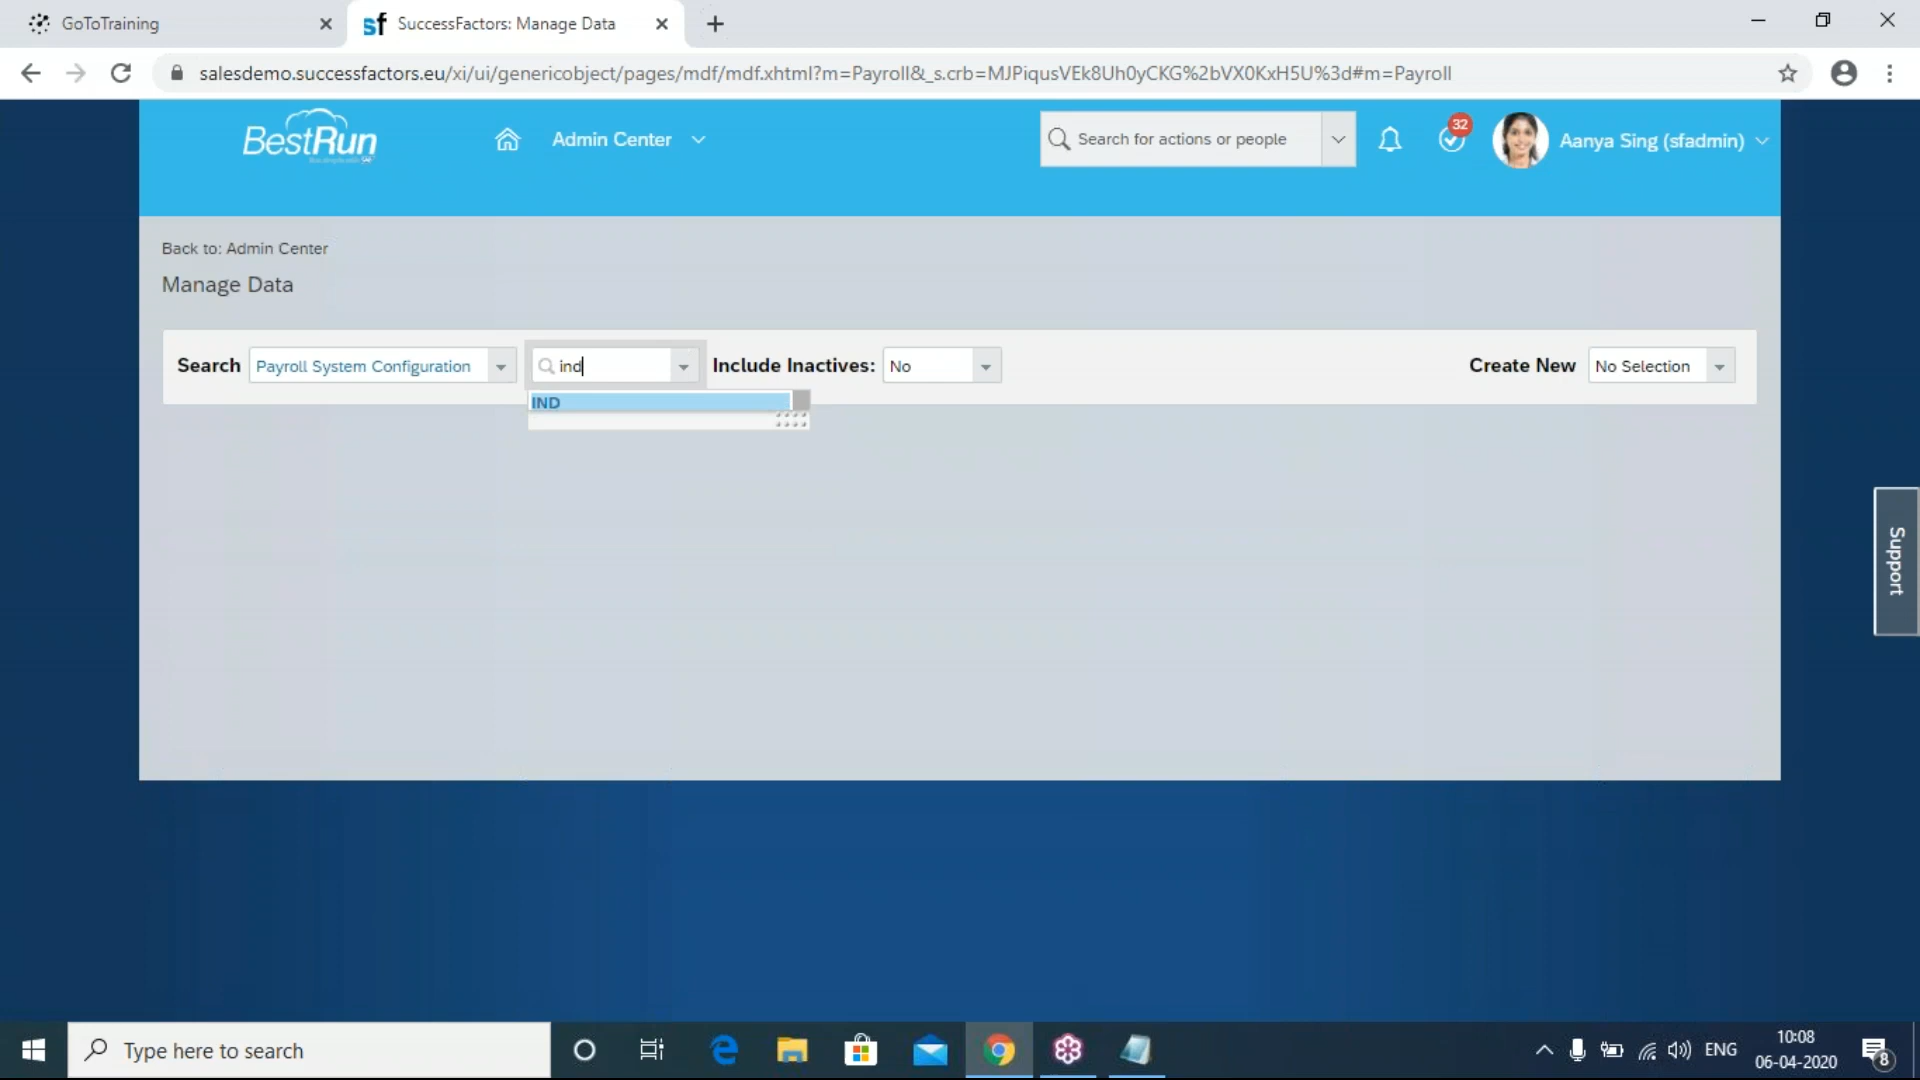 GoToTraining
sf SuccessFactors: Manage Data
salesdemo.successfactors.eu/xi/ui/genericobject/pages/mdf/mdf.xhtml?m=Payroll&_s.crb=MJPiqusVEk8Uh0yCKG%2bVX0KxH5U%3d#m=Payroll
BestRun
Admin Center
Search for actions or people
32
Aanya Sing (sfadmin)
Back to: Admin Center
Manage Data
Search Payroll System Configuration ind Include Inactives: No Create New No Selection
IND
Support
Type here to search
ENG
10:08
06-04-2020
8